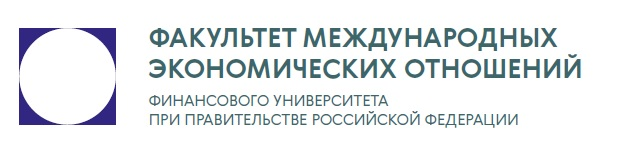 ФАКУЛЬТЕТ МЕЖДУНАРОДНЫХ
ЭКОНОМИЧЕСКИХ ОТНОШЕНИЙ
ФИНАНСОВОГО УНИВЕРСИТЕТА
ПРИ ПРАВИТЕЛЬСТВЕ РОССИЙСКОЙ ФЕДЕРАЦИИ